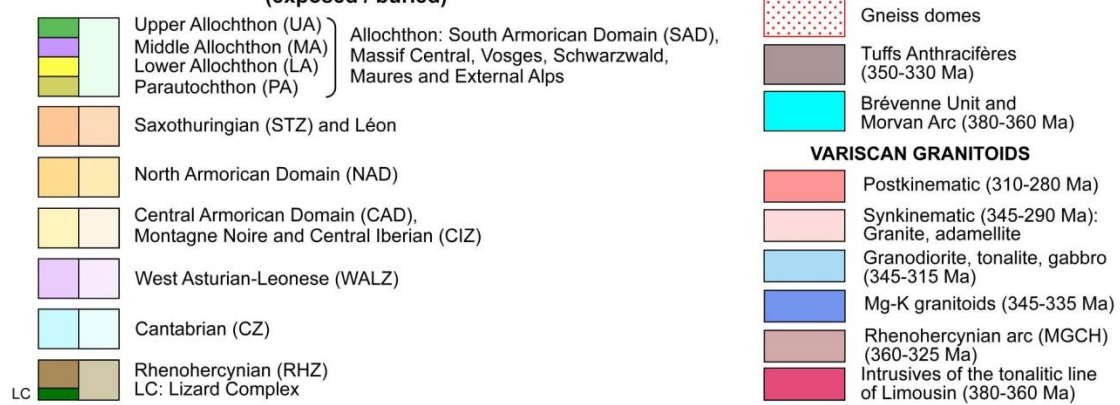 (exposed / buried)
Upper Allochthon (UA)
Middle Allochthon (MA)
Lower Allochthon (LA)
Parautochthon (PA)
Allochthon: South Armorican Domain (SAD),
Massif Central, Vosges, Schwarzwald,
Maures and External Alps
Saxothuringian (STZ) and Léon
North Armorican Domain (NAD)
Central Armorican Domain (CAD),
Montagne Noire and Central Iberian (CIZ)
West Asturian-Leonese (WALZ)
Cantabrian (CZ)
Rhenohercynian (RHZ)
LC: Lizard Complex
LC
Gneiss domes
Tuffs Anthracifères
(350-330 Ma)
Brévenne Unit and
Morvan Arc (380-360 Ma)
VARISCAN GRANITOIDS
Postkinematic (310-280 Ma)
Synkinematic (345-290 Ma):
Granite, adamellite
Granodiorite, tonalite, gabbro
(345-315 Ma)
Mg-K granitoids (345-335 Ma)
Rhenohercynian arc (MGCH)
(360-325 Ma)
Intrusives of the tonalitic line
of Limousin (380-360 Ma)